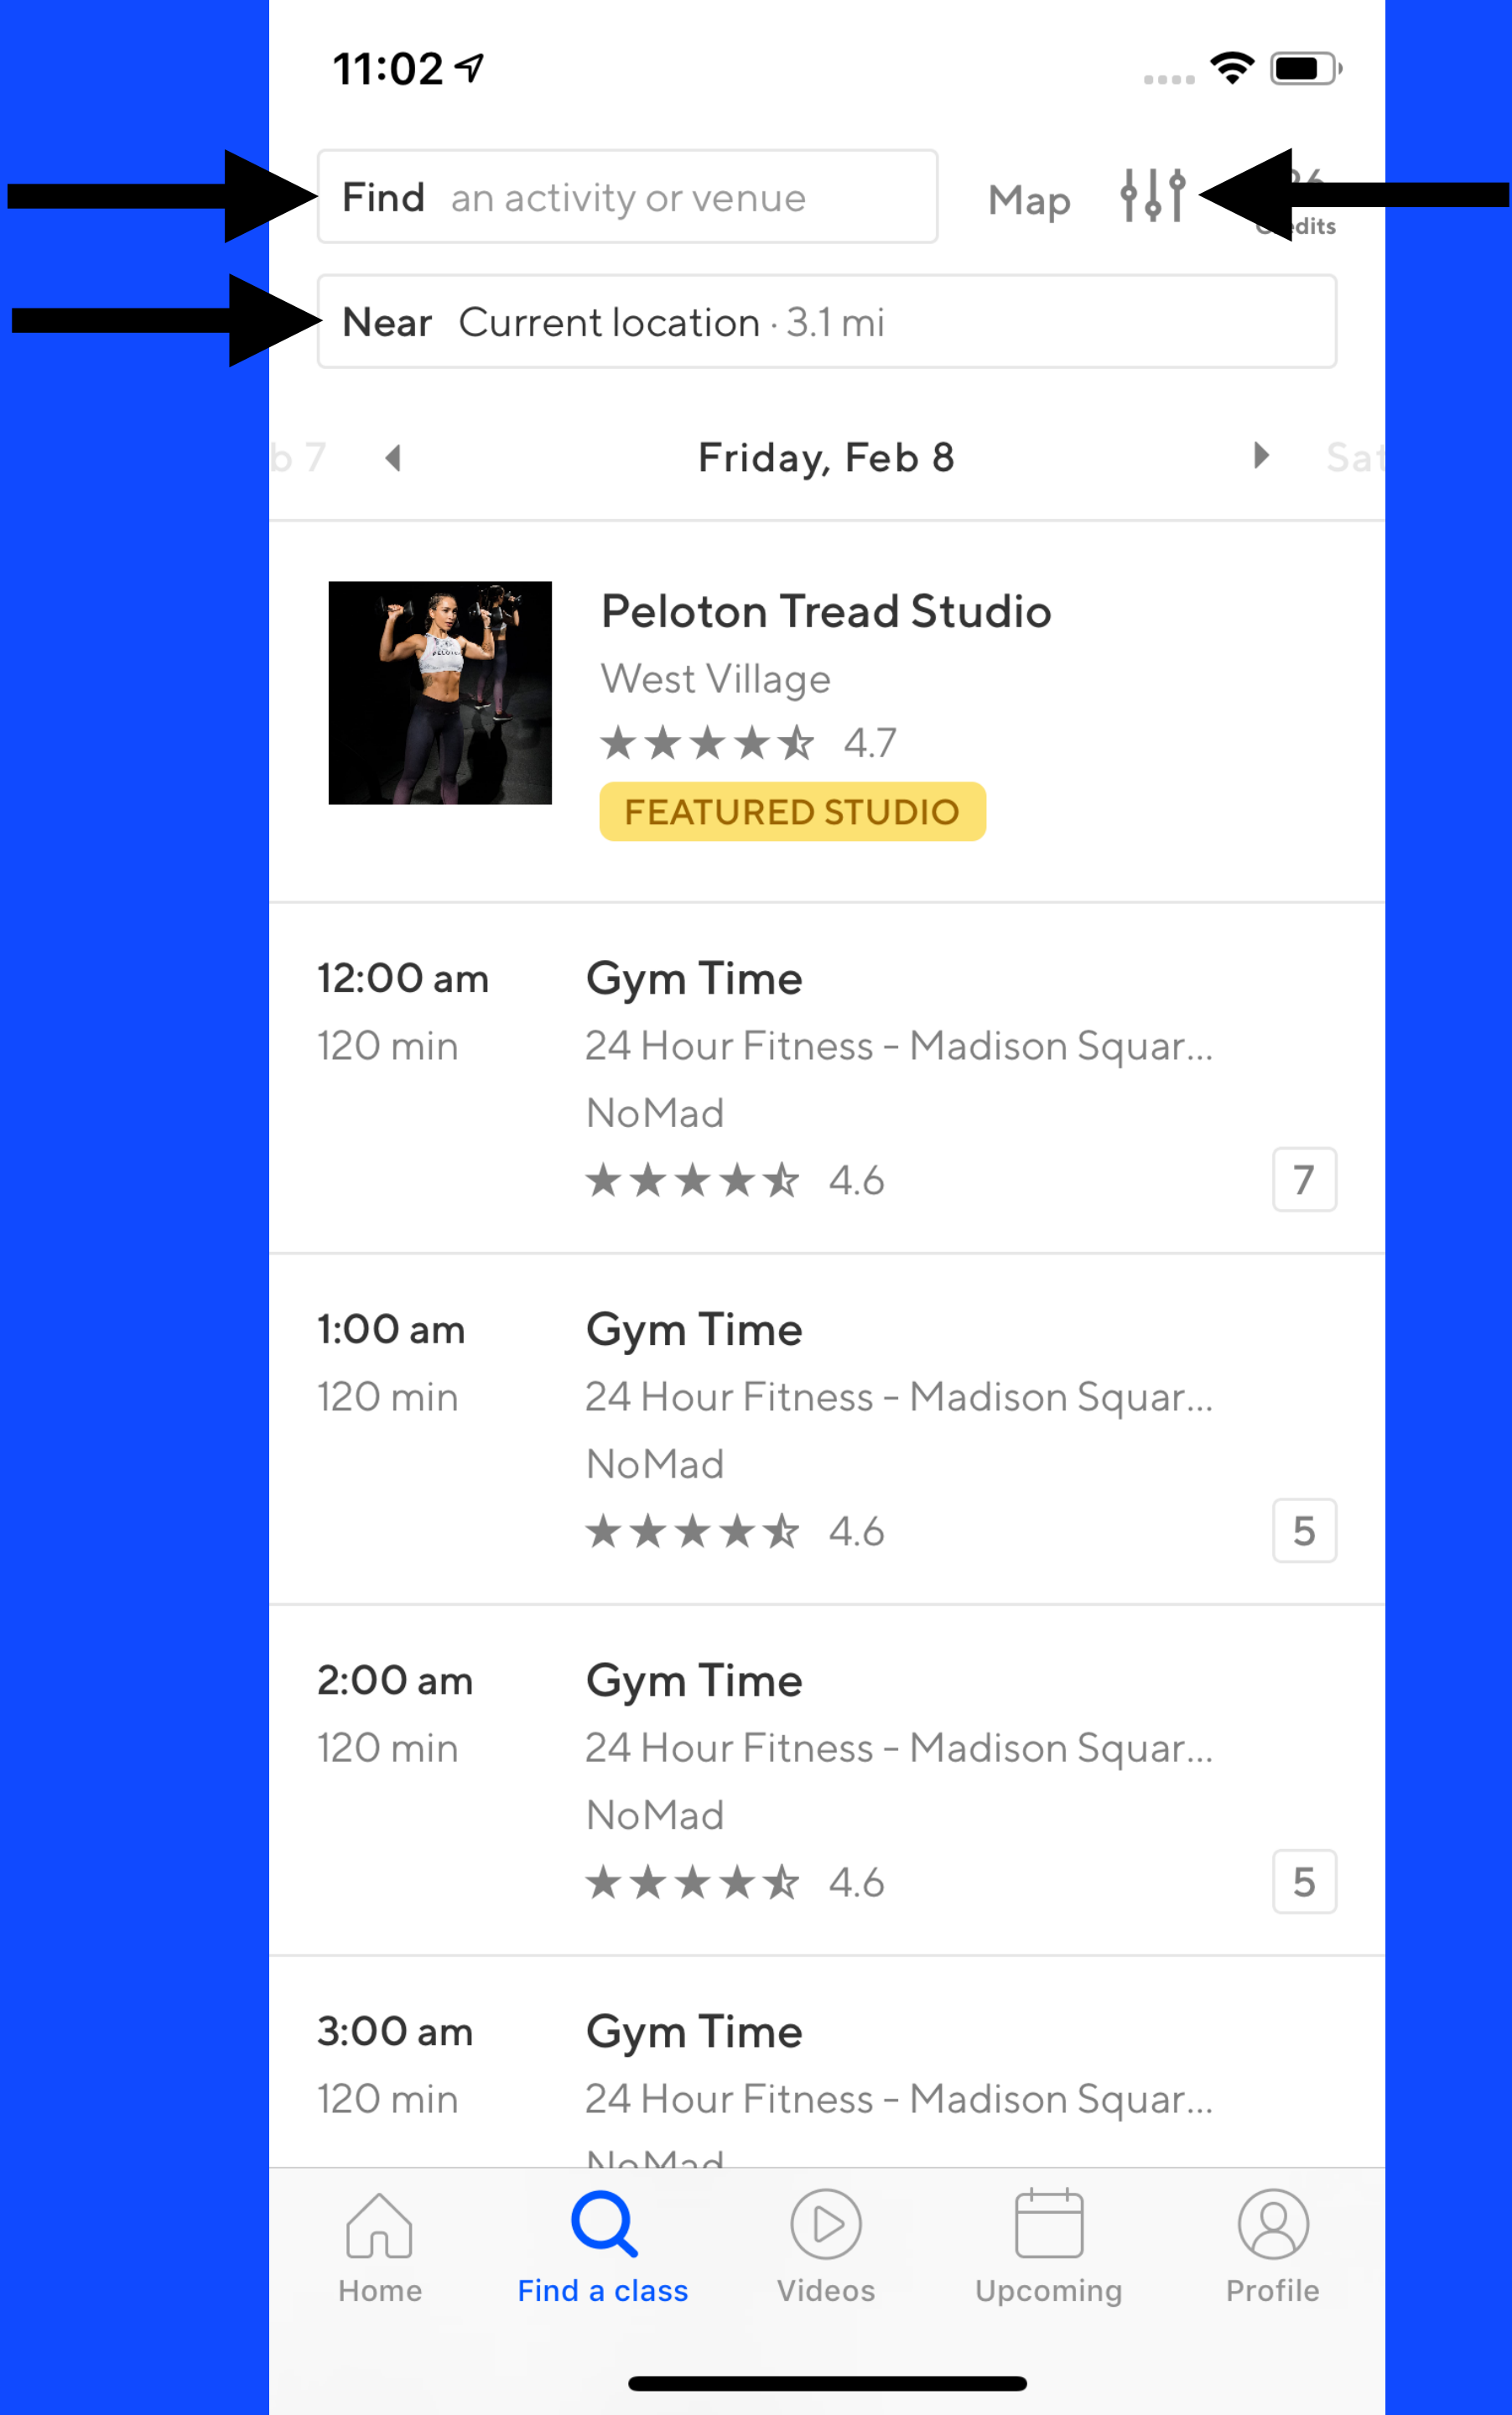 11:02
Find an activity or venue Map
Near Current location · 3.1 mi
7 Friday, Feb 8
Peloton Tread Studio
West Village
4.7
FEATURED STUDIO
12:00 am Gym Time
120 min 24 Hour Fitness - Madison Squar...
NoMad
4.6 7
1:00 am Gym Time
120 min 24 Hour Fitness - Madison Squar...
NoMad
4.6 5
2:00 am Gym Time
120 min 24 Hour Fitness - Madison Squar...
NoMad
4.6 5
3:00 am Gym Time
120 min 24 Hour Fitness - Madison Squar...
NoMad
Home Find a class Videos Upcoming Profile